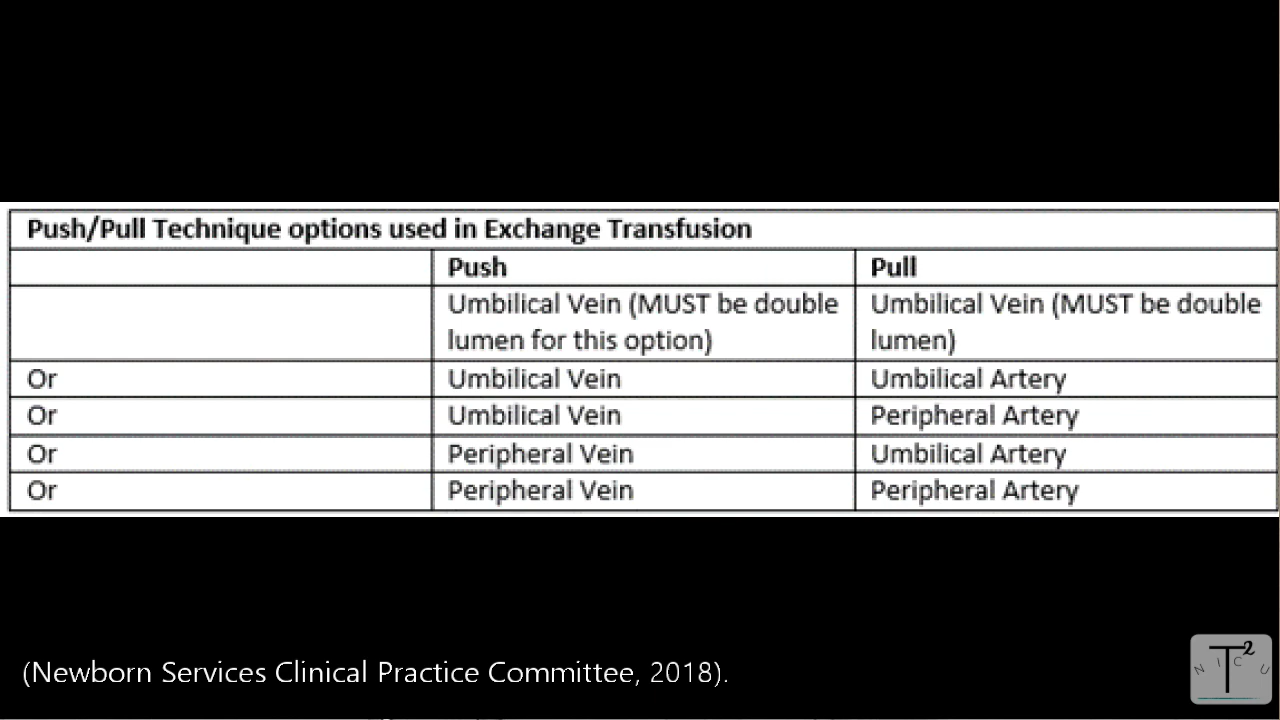 Push/Pull Technique options used in Exchange Transfusion
Push Pull
Umbilical Vein (MUST be double lumen for this option) Umbilical Vein (MUST be double lumen)
Or Umbilical Vein Umbilical Artery
Or Umbilical Vein Peripheral Artery
Or Peripheral Vein Umbilical Artery
Or Peripheral Vein Peripheral Artery
(Newborn Services Clinical Practice Committee, 2018).
T2
NICU